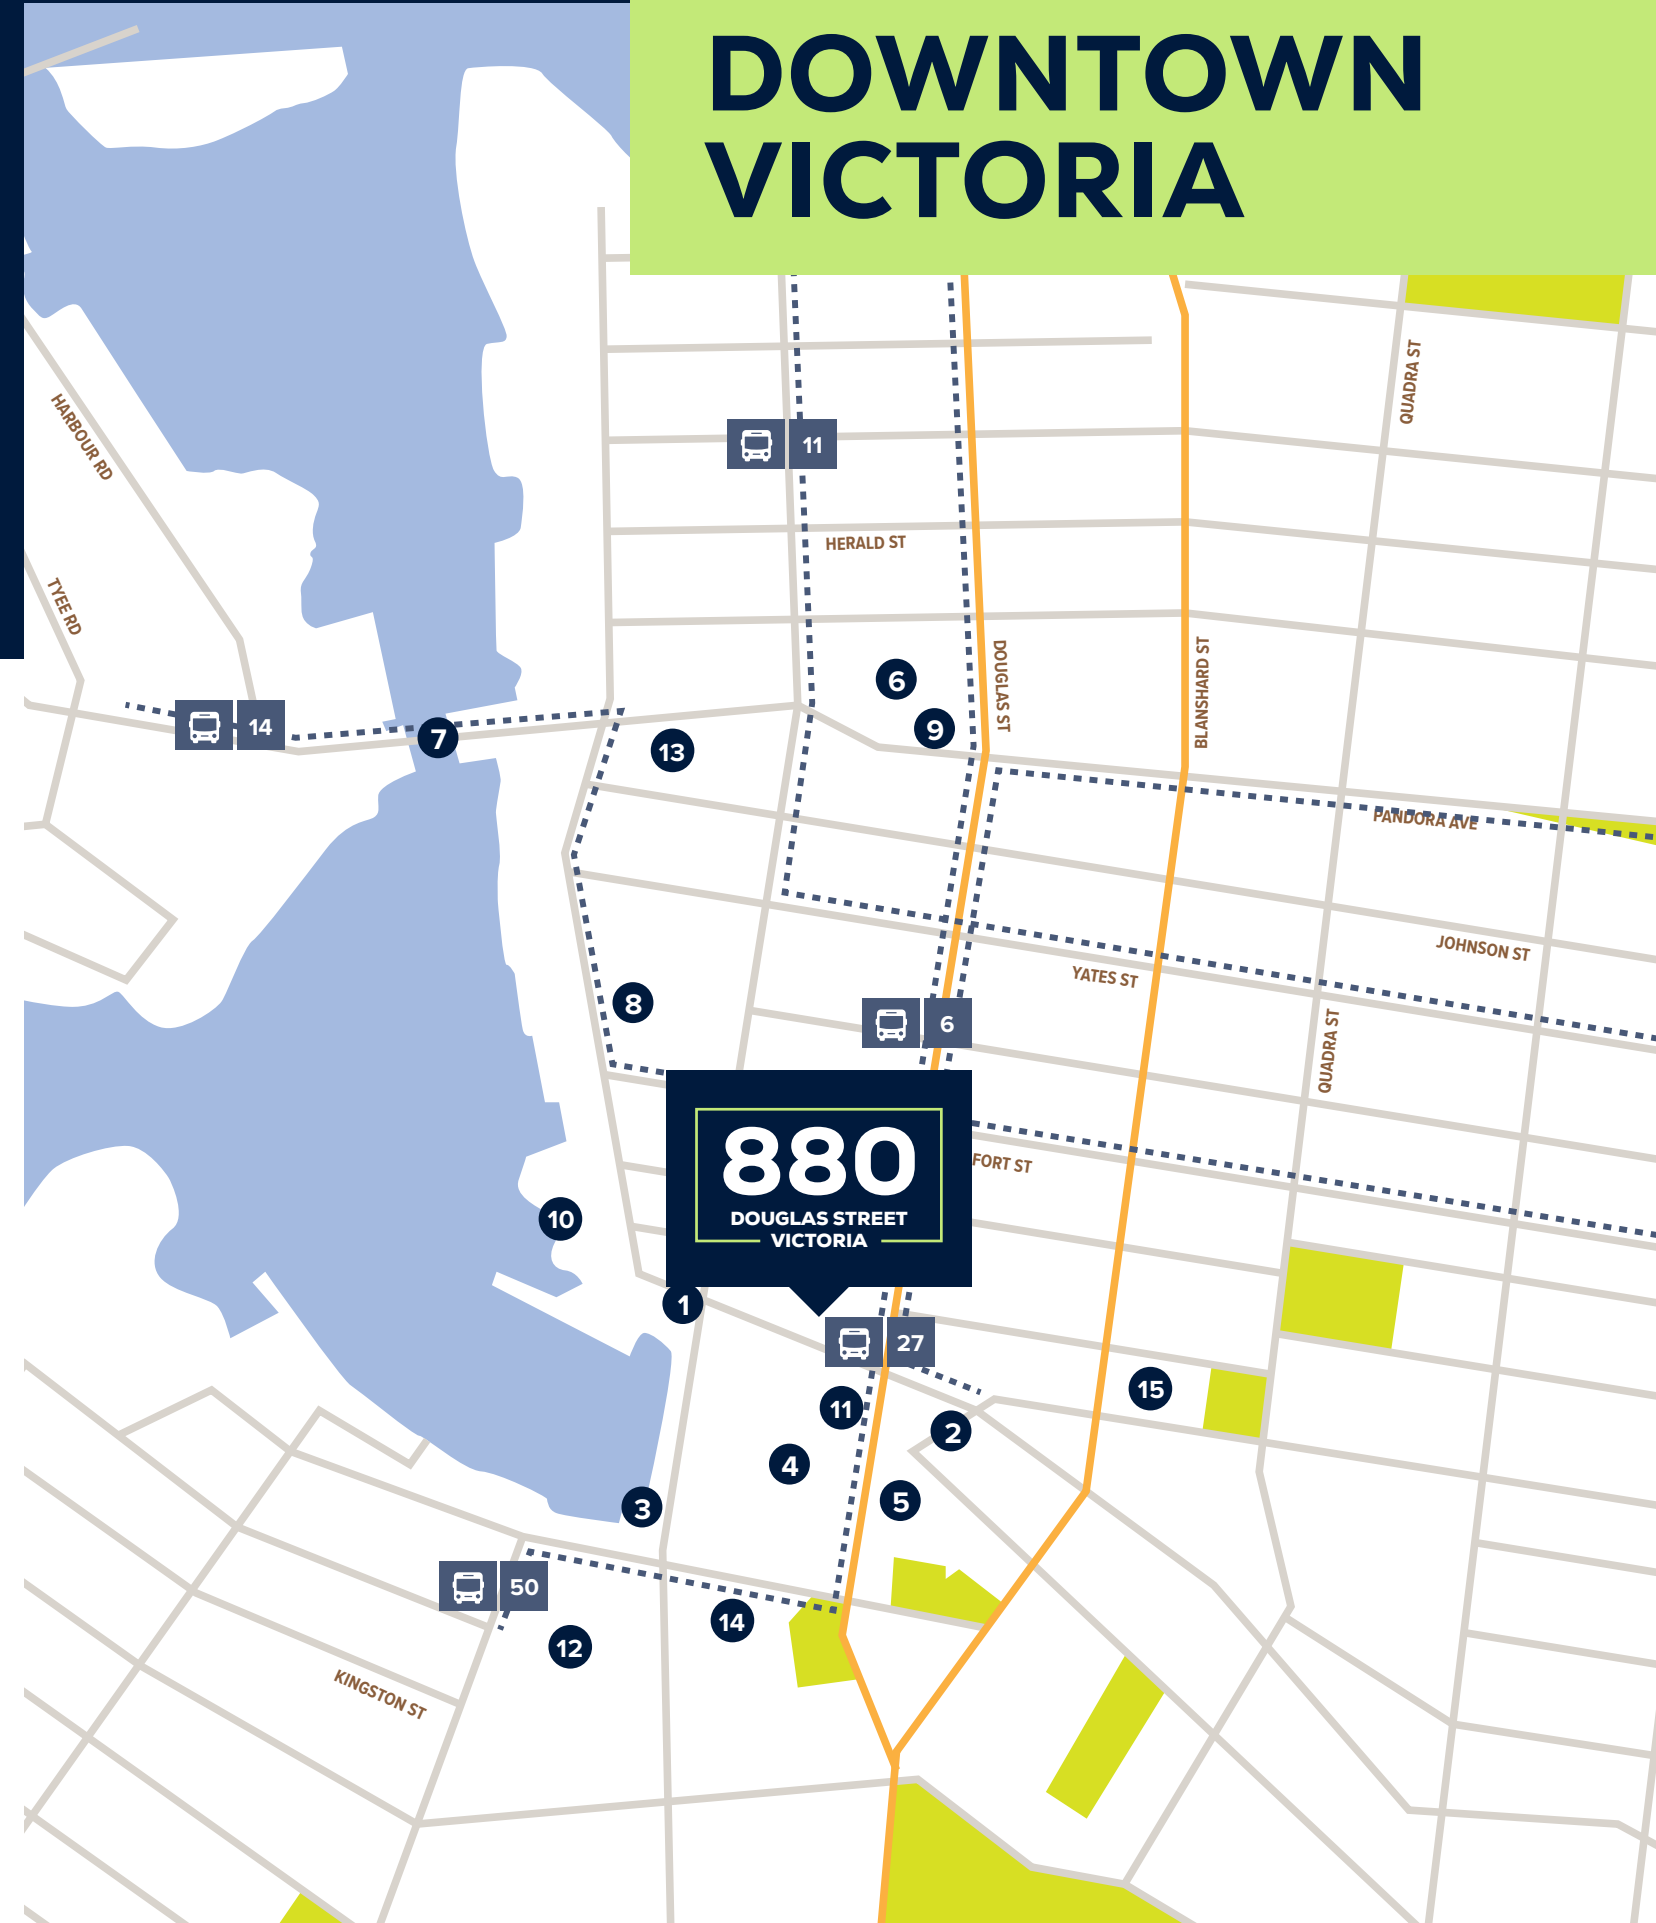 DOWNTOWN
VICTORIA
QUADRA ST
HARBOUR RD
11
HERALD ST
TYEE RD
DOUGLAS ST
BLANSHARD ST
6
9
14
7
13
PANDORA AVE
JOHNSON ST
YATES ST
8
6
QUADRA ST
880
DOUGLAS STREET
VICTORIA
FORT ST
10
1
27
15
11
2
4
5
3
50
14
12
KINGSTON ST